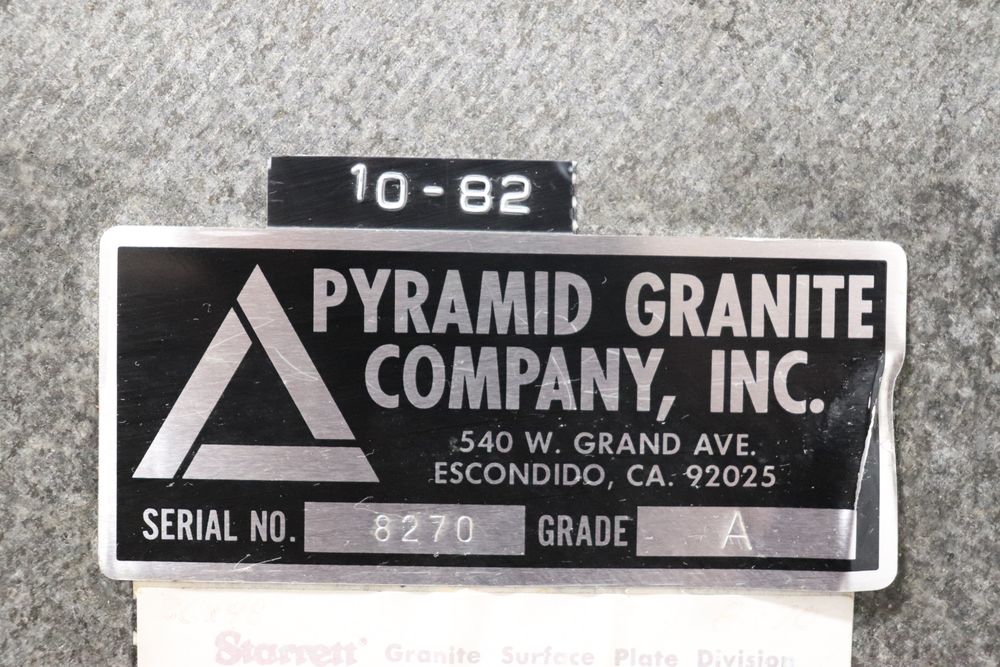 10-82
PYRAMID GRANITE
COMPANY, INC.
540 W. GRAND AVE.
ESCONDIDO, CA. 92025
SERIAL NO. 8270 GRADE A
Starrett Granite Surface Plate Division